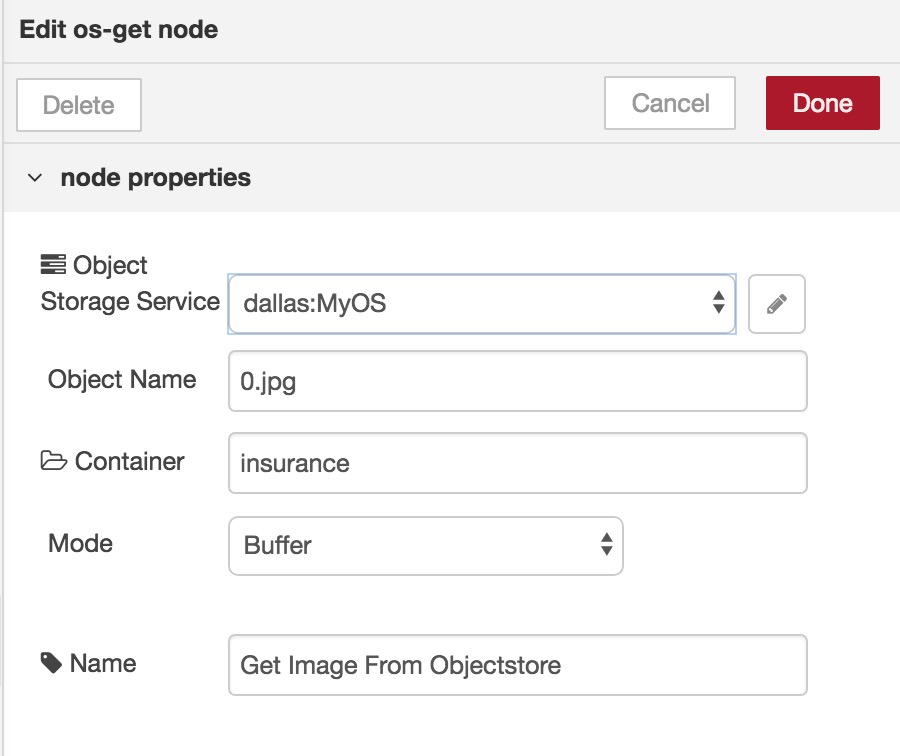 Edit os-get node
Delete Cancel Done
node properties
Object
Storage Service dallas:MyOS
Object Name 0.jpg
Container insurance
Mode Buffer
Name Get Image From Objectstore